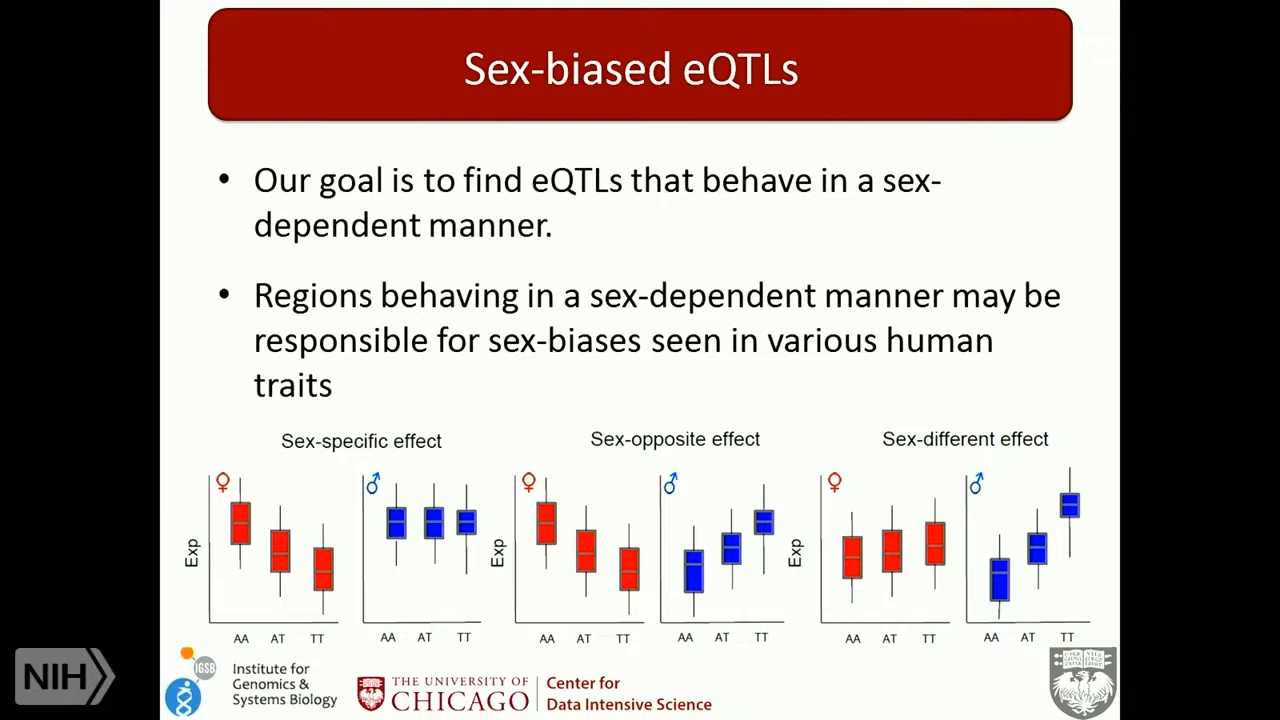 Sex-biased eQTLs
• Our goal is to find eQTLs that behave in a sex-
dependent manner.
• Regions behaving in a sex-dependent manner may be
responsible for sex-biases seen in various human
traits
Sex-specific effect
♀
♂
Exp
AA AT TT
AA AT TT
Sex-opposite effect
♀
♂
Exp
AA AT TT
AA AT TT
Sex-different effect
♀
♂
Exp
AA AT TT
AA AT TT
NIH
IGSB
Institute for
Genomics &
Systems Biology
THE UNIVERSITY OF
CHICAGO
Center for
Data Intensive Science